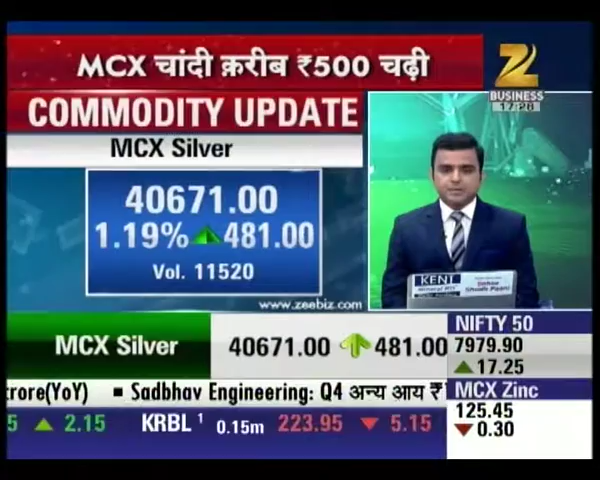 MCX चांदी क़रीब ₹500 चढ़ी
Z
BUSINESS
17:26
COMMODITY UPDATE
MCX Silver
40671.00
1.19% 481.00
Vol. 11520
www.zeebiz.com
KENT
MCX Silver
40671.00 481.00
NIFTY 50
7979.90
17.25
MCX Zinc
125.45
0.30
crore(YoY) ■ Sadbhav Engineering: Q4 अन्य आय ₹
5 2.15 KRBL 1 0.15m 223.95 5.15